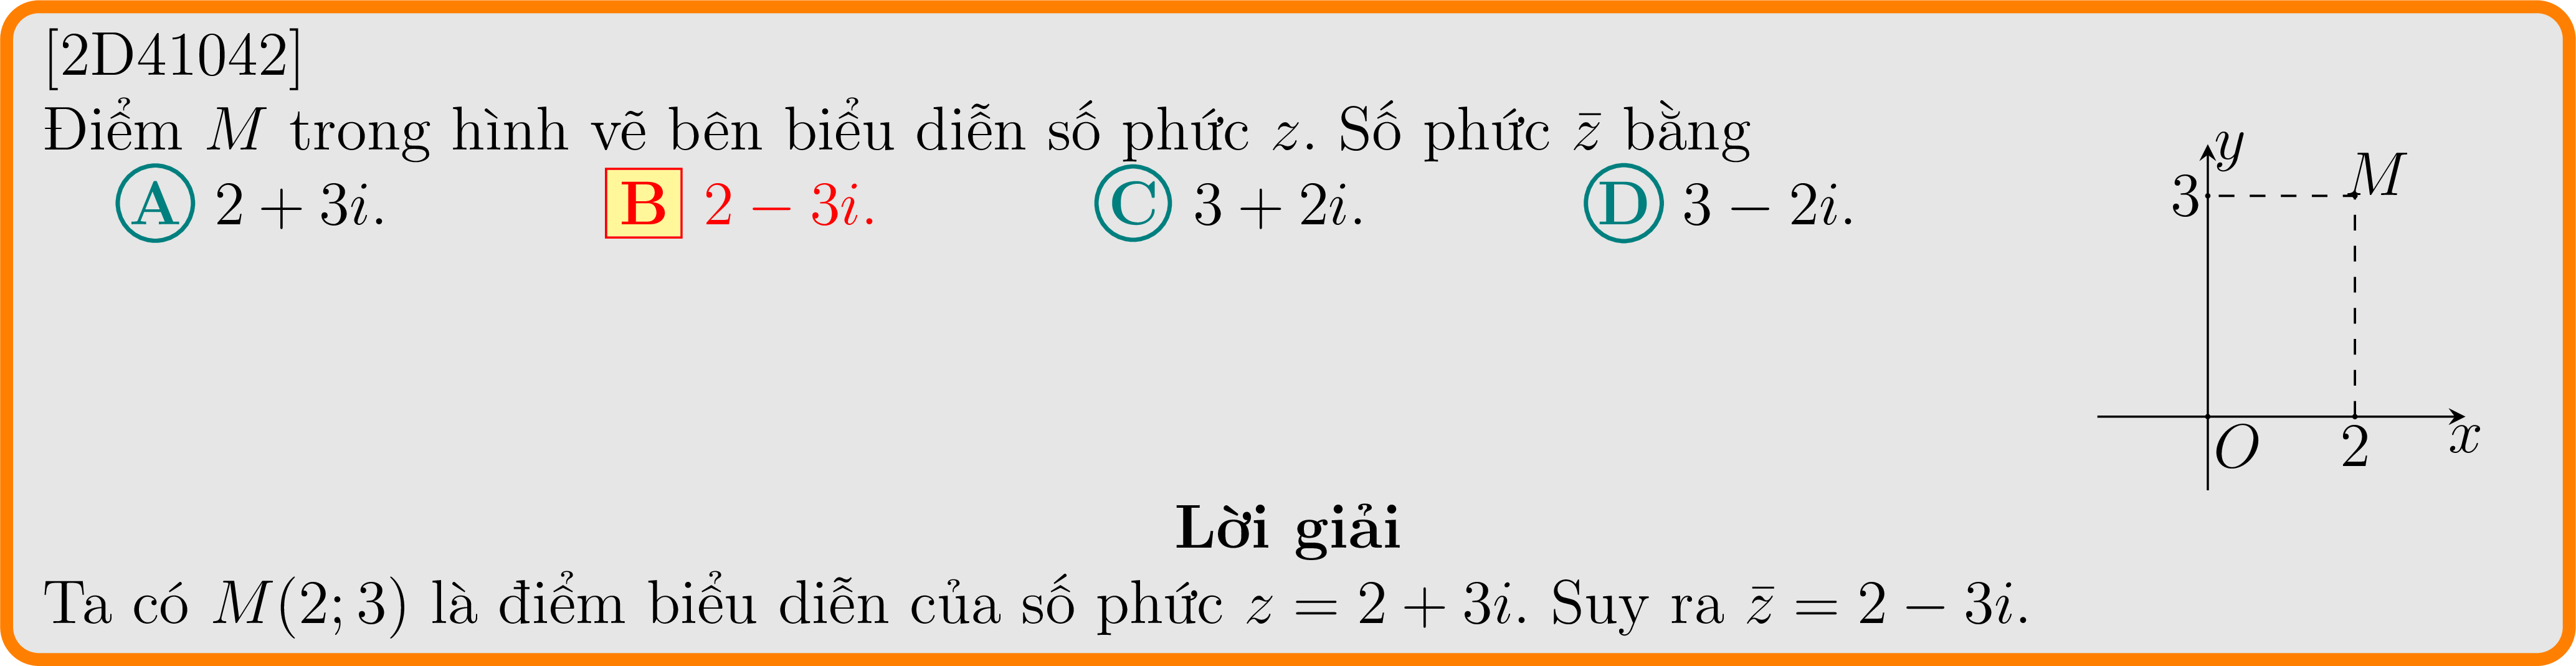 [2D41042]
Điểm M trong hình vẽ bên biểu diễn số phức z. Số phức z̄ bằng
A 2 + 3i.
B 2 − 3i.
C 3 + 2i.
D 3 − 2i.
y
3
M
O
2
x
Lời giải
Ta có M(2; 3) là điểm biểu diễn của số phức z = 2 + 3i. Suy ra z̄ = 2 − 3i.